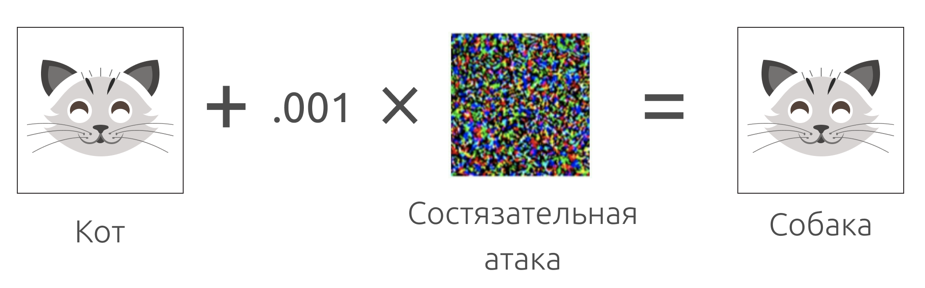 + .001 × =
Кот
Состязательная
атака
Собака